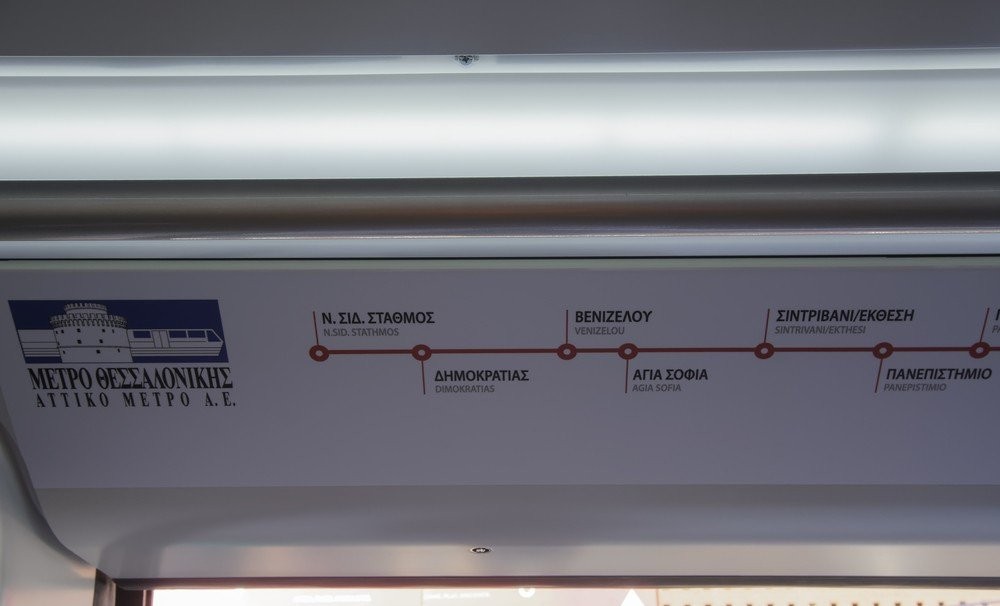 ΜΕΤΡΟ ΘΕΣΣΑΛΟΝΙΚΗΣ
ΑΤΤΙΚΟ ΜΕΤΡΟ Α.Ε.
Ν. ΣΙΔ. ΣΤΑΘΜΟΣ
N.SID. STATHMOS
ΔΗΜΟΚΡΑΤΙΑΣ
DIMOKRATIAS
ΒΕΝΙΖΕΛΟΥ
VENIZELOU
ΑΓΙΑ ΣΟΦΙΑ
AGIA SOFIA
ΣΙΝΤΡΙΒΑΝΙ/ΕΚΘΕΣΗ
SINTRIVANI/EKTHESI
ΠΑΝΕΠΙΣΤΗΜΙΟ
PANEPISTIMIO